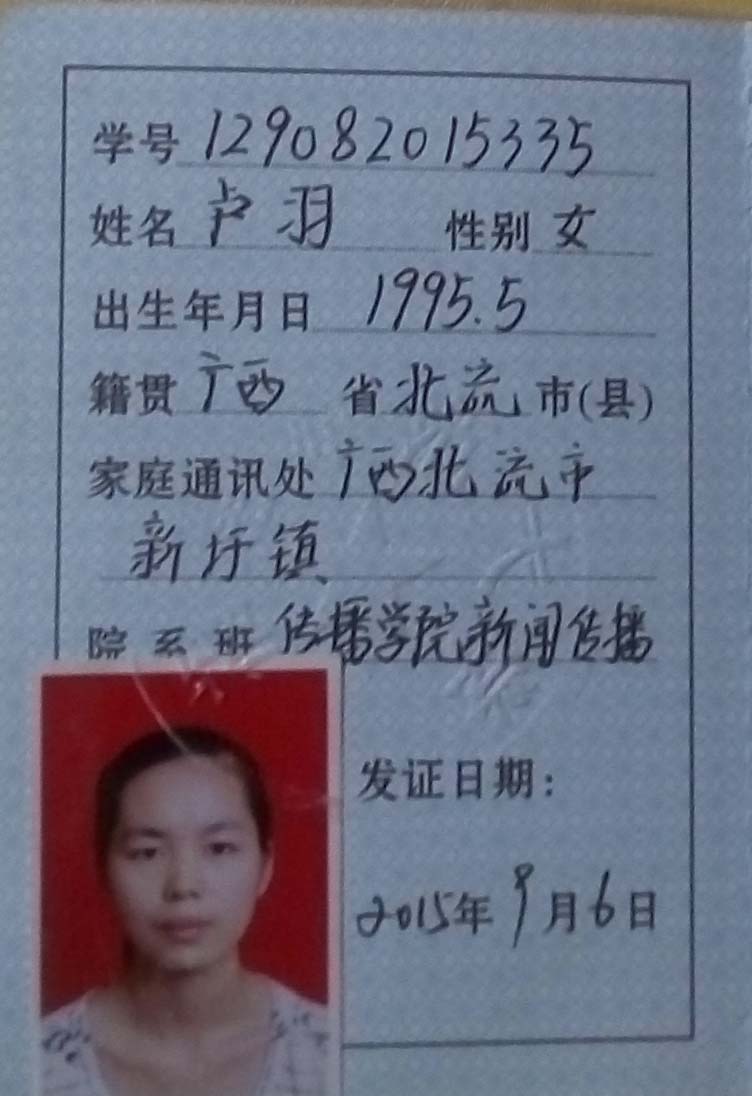 学号 129082015335
姓名 卢羽 性别 女
出生年月日 1995.5
籍贯 广西 省 北流 市(县)
家庭通讯处 广西北流市
新圩镇
院系班 传播学院新闻传播
发证日期:
2015年9月6日